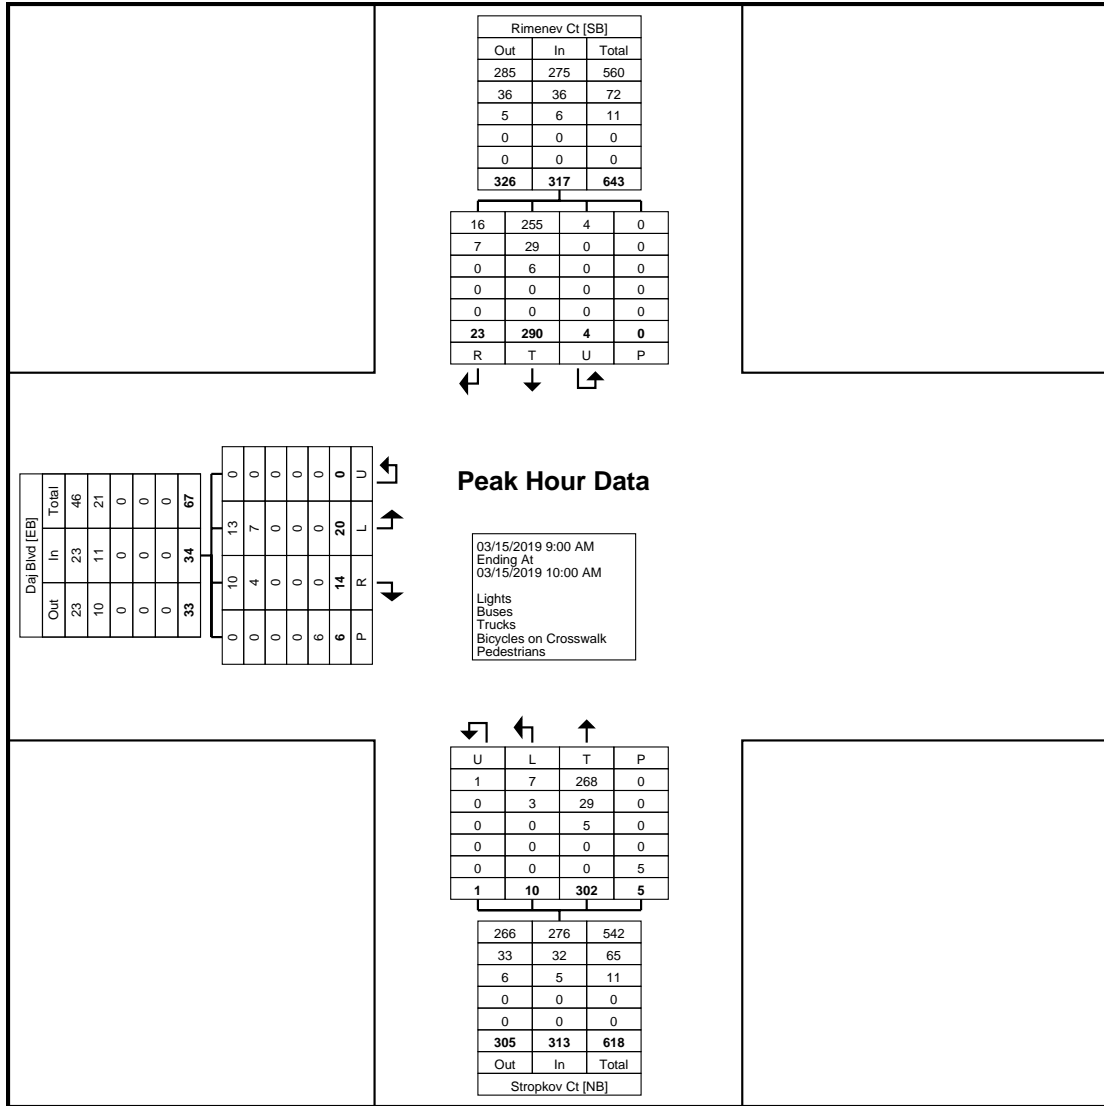 Rimenev Ct [SB]
Out In Total
285 275 560
36 36 72
5 6 11
0 0 0
0 0 0
326 317 643
16 255 4 0
7 29 0 0
0 6 0 0
0 0 0 0
0 0 0 0
23 290 4 0
R T U P
Daj Blvd [EB]
Out In Total
23 23 46
10 11 21
0 0 0
0 0 0
0 0 0
33 34 67
0 10 13 0
0 4 7 0
0 0 0 0
0 0 0 0
6 0 0 0
6 14 20 0
P R L U
Peak Hour Data
03/15/2019 9:00 AM
Ending At
03/15/2019 10:00 AM
Lights
Buses
Trucks
Bicycles on Crosswalk
Pedestrians
U L T P
1 7 268 0
0 3 29 0
0 0 5 0
0 0 0 0
0 0 0 5
1 10 302 5
266 276 542
33 32 65
6 5 11
0 0 0
0 0 0
305 313 618
Out In Total
Stropkov Ct [NB]